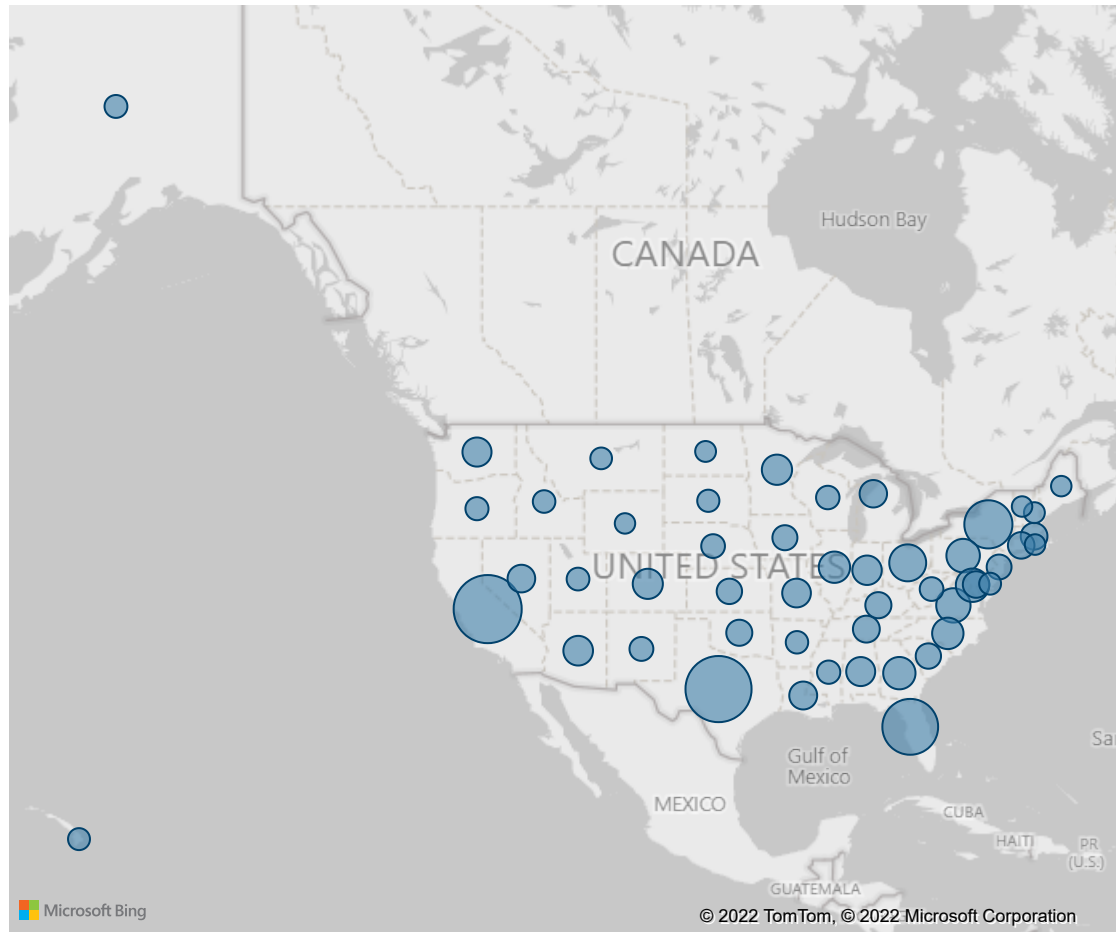 Hudson Bay
CANADA
UNITED STATES
Gulf of
Mexico
MEXICO
CUBA
HAITI
PR
(U.S.)
GUATEMALA
Microsoft Bing
© 2022 TomTom, © 2022 Microsoft Corporation